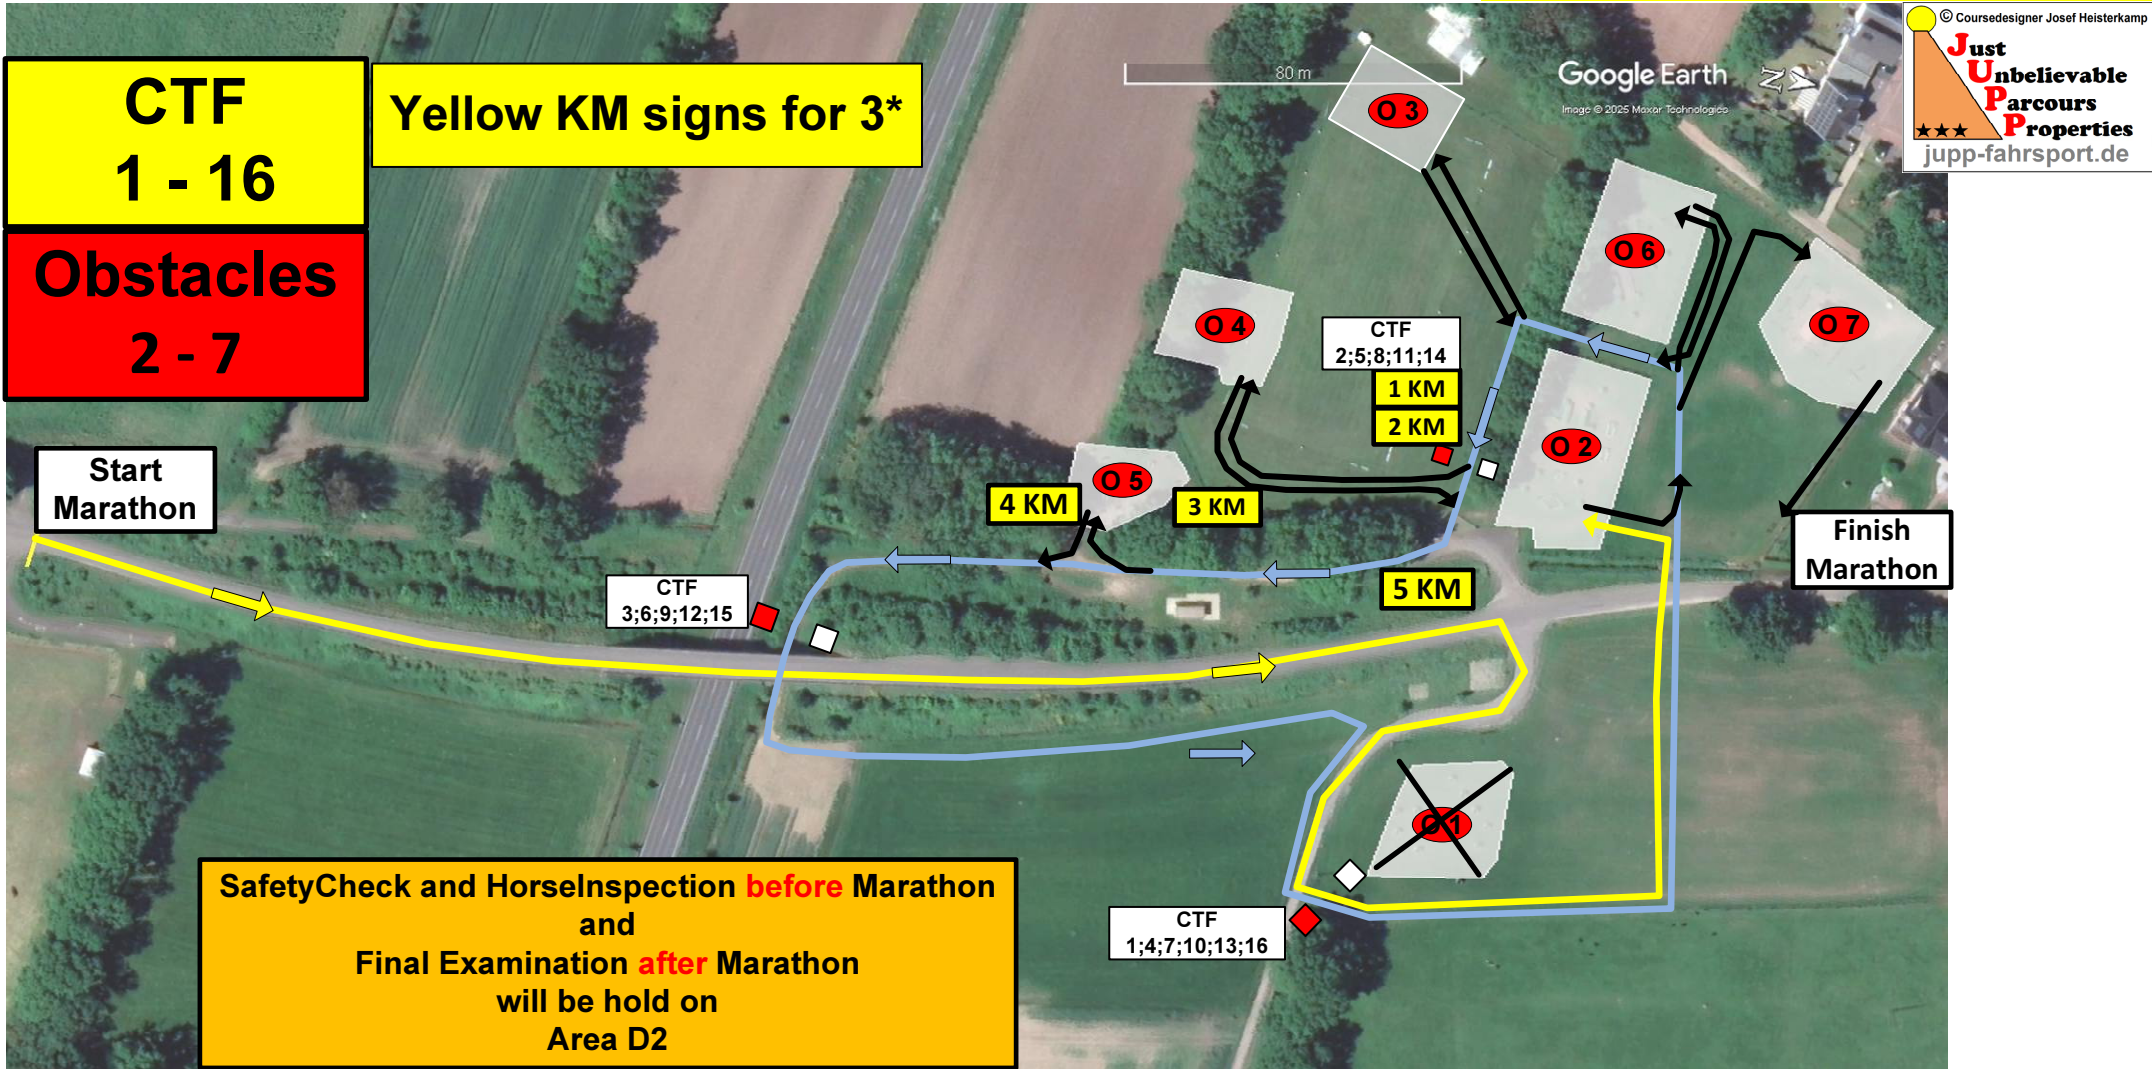 © Coursedesigner Josef Heisterkamp
Just
Unbelievable
Parcours
Properties
★★★
jupp-fahrsport.de
CTF
1 - 16
Yellow KM signs for 3*
Obstacles
2 - 7
80 m
Google Earth
Image © 2025 Maxar Technologies
N
O 3
O 6
O 4
O 7
CTF
2;5;8;11;14
1 KM
2 KM
O 2
Start
Marathon
O 5
4 KM
3 KM
Finish
Marathon
CTF
3;6;9;12;15
5 KM
O 1
SafetyCheck and HorseInspection before Marathon
and
Final Examination after Marathon
will be hold on
Area D2
CTF
1;4;7;10;13;16